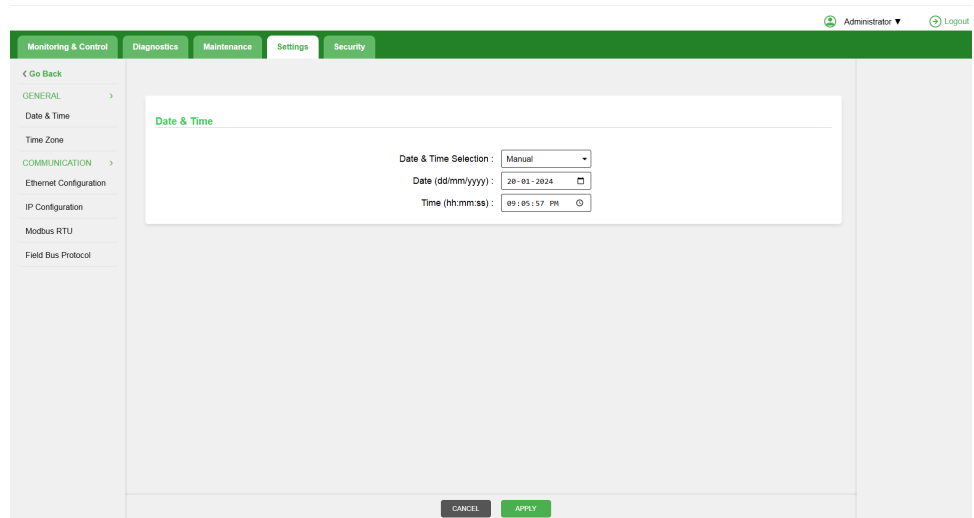 Administrator ▼ Logout
Monitoring & Control Diagnostics Maintenance Settings Security
Go Back
GENERAL
Date & Time
Time Zone
COMMUNICATION
Ethernet Configuration
IP Configuration
Modbus RTU
Field Bus Protocol
Date & Time
Date & Time Selection : Manual
Date (dd/mm/yyyy) : 20-01-2024
Time (hh:mm:ss) : 09:05:57 PM
CANCEL APPLY